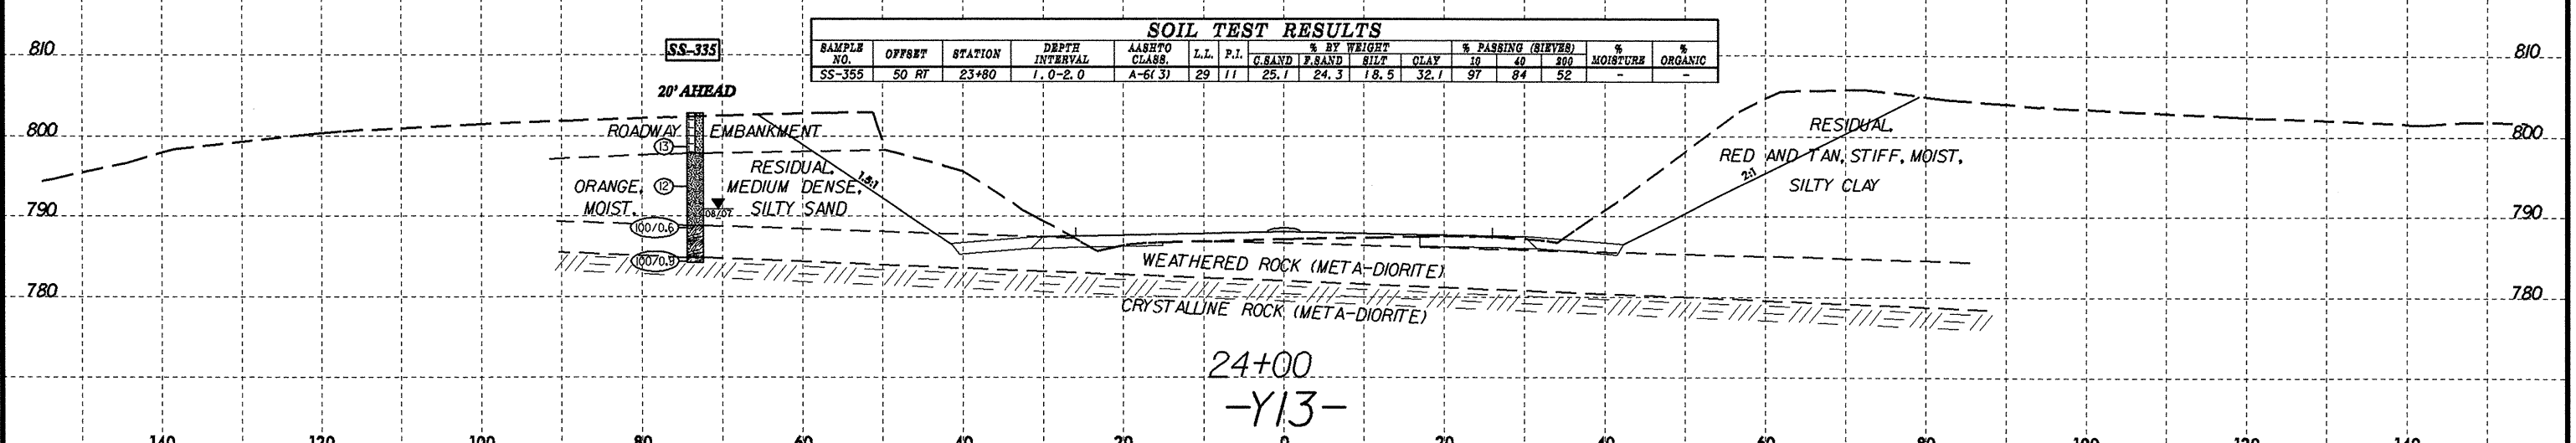 SOIL TEST RESULTS
SAMPLE NO. OFFSET STATION DEPTH INTERVAL AASHTO CLASS. L.L. P.I. % BY WEIGHT % PASSING (SIEVES) % MOISTURE % ORGANIC
C.SAND F.SAND SILT CLAY 10 40 200
SS-355 50 RT 23+80 1.0-2.0 A-6(3) 29 11 25.1 24.3 18.5 32.1 97 84 52 - -
810 SS-335 810
20' AHEAD
800 ROADWAY EMBANKMENT RESIDUAL, 800
13
RESIDUAL, RED AND TAN, STIFF, MOIST,
ORANGE, 12 MEDIUM DENSE, 1.5:1 2:1 SILTY CLAY
MOIST, 08/07 SILTY SAND
790 790
100/0.6
100/0.9 WEATHERED ROCK (META-DIORITE)
780 780
CRYSTALLINE ROCK (META-DIORITE)
24+00
-Y13-
140 120 100 80 60 40 20 0 20 40 60 80 100 120 140